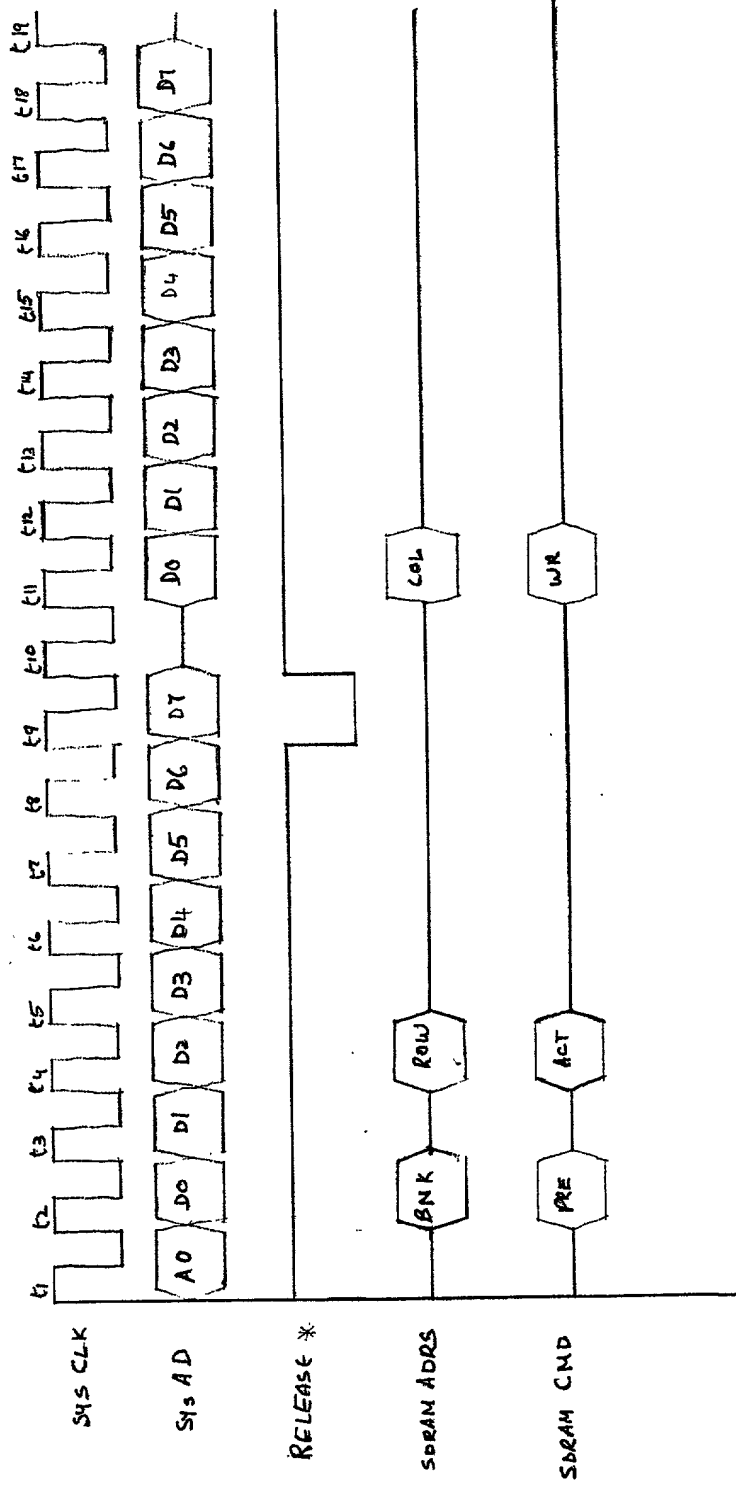 t1 t2 t3 t4 t5 t6 t7 t8 t9 t10 t11 t12 t13 t14 t15 t16 t17 t18 t19
SYS CLK
SYS AD A0 D0 D1 D2 D3 D4 D5 D6 D7 D0 D1 D2 D3 D4 D5 D6 D7
RELEASE *
SDRAM ADRS BNK ROW COL
SDRAM CMD PRE ACT WR